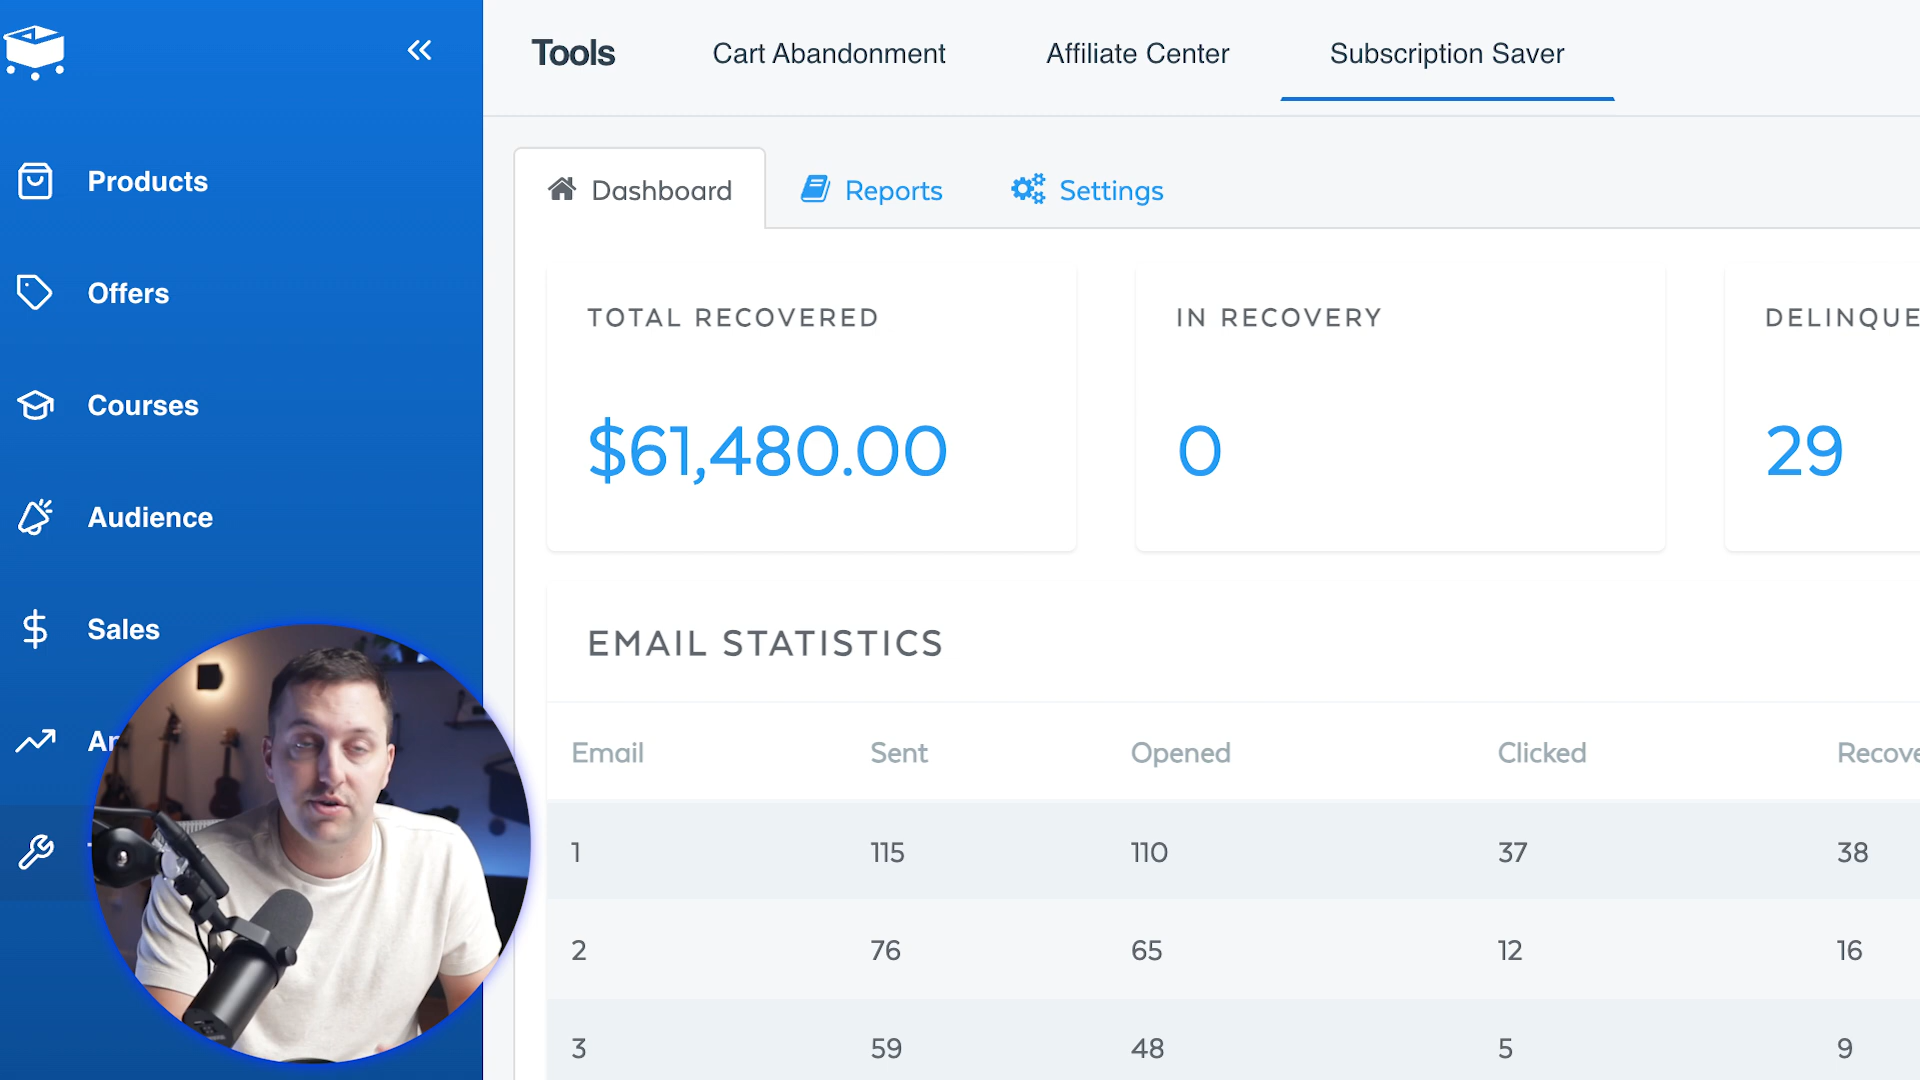 Tools
Cart Abandonment
Affiliate Center
Subscription Saver
Products
Offers
Courses
Audience
Sales
Dashboard
Reports
Settings
TOTAL RECOVERED
$61,480.00
IN RECOVERY
0
DELINQUE
29
EMAIL STATISTICS
Email Sent Opened Clicked Recove
1 115 110 37 38
2 76 65 12 16
3 59 48 5 9